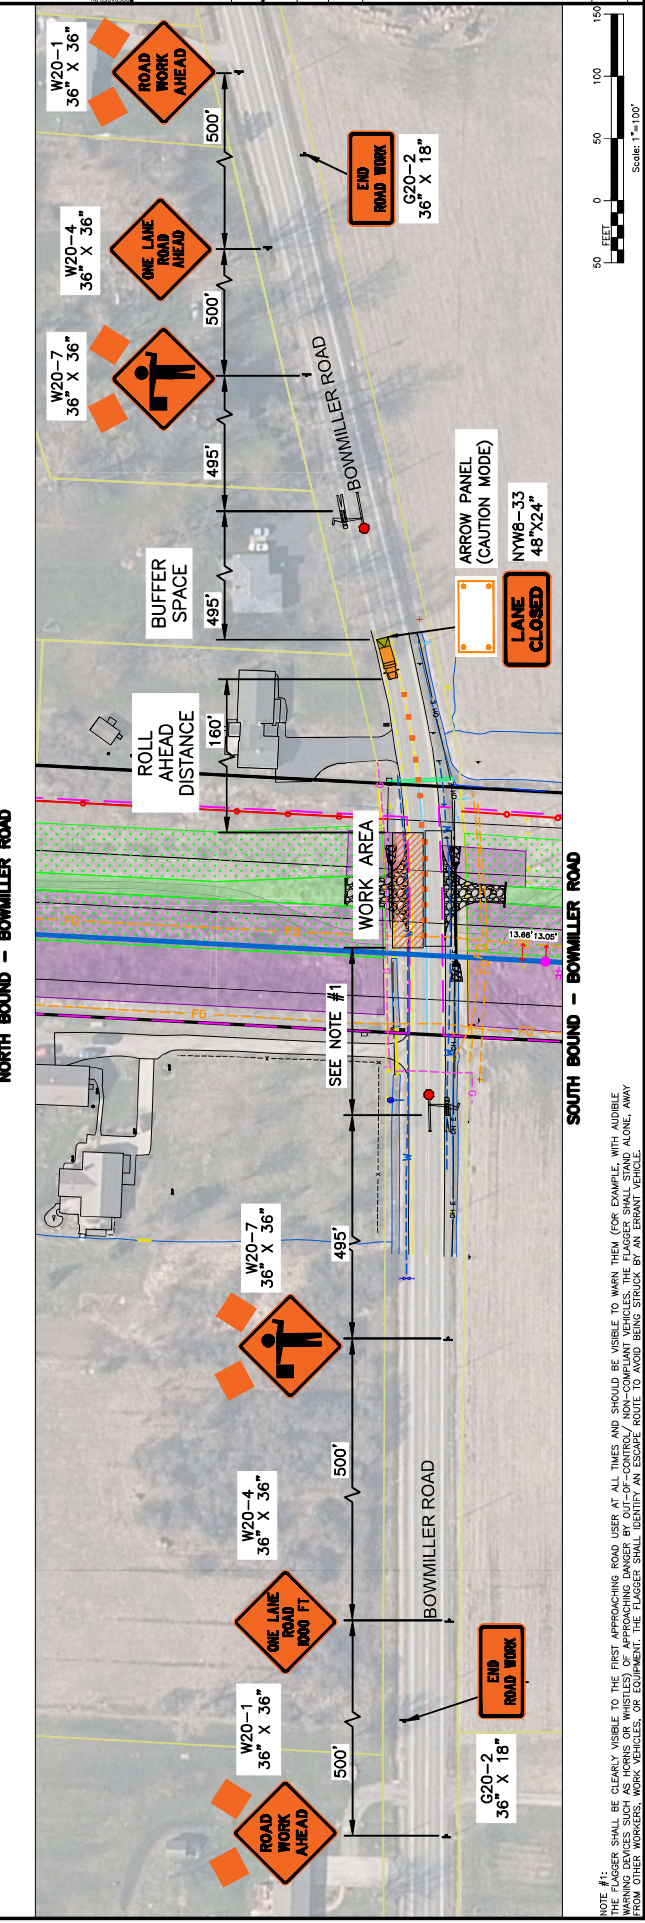 NORTH BOUND - BOWMILLER ROAD
ROAD
WORK
AHEAD
W20-1
36" X 36"
500'
ONE LANE
ROAD
1000 FT
W20-4
36" X 36"
500'
W20-7
36" X 36"
495'
SEE NOTE #1
WORK AREA
ROLL
AHEAD
DISTANCE
160'
BUFFER
SPACE
495'
495'
W20-7
36" X 36"
500'
ONE LANE
ROAD
AHEAD
W20-4
36" X 36"
500'
ROAD
WORK
AHEAD
W20-1
36" X 36"
BOWMILLER ROAD
BOWMILLER ROAD
END
ROAD WORK
G20-2
36" X 18"
END
ROAD WORK
G20-2
36" X 18"
ARROW PANEL
(CAUTION MODE)
LANE
CLOSED
NYW8-33
48"X24"
FO
FO
FO
FO
W
W
W
OH E
OH E
OH E
13.66'
13.05'
SOUTH BOUND - BOWMILLER ROAD
50
0
50
100
150
FEET
Scale: 1"=100'
NOTE #1:
THE FLAGGER SHALL BE CLEARLY VISIBLE TO THE FIRST APPROACHING ROAD USER AT ALL TIMES AND SHOULD BE VISIBLE TO WARN THEM (FOR EXAMPLE, WITH AUDIBLE
WARNING DEVICES SUCH AS HORNS OR WHISTLES) OF APPROACHING DANGER BY OUT-OF-CONTROL/ NON-COMPLIANT VEHICLES. THE FLAGGER SHALL STAND ALONE, AWAY
FROM OTHER WORKERS, WORK VEHICLES, OR EQUIPMENT. THE FLAGGER SHALL IDENTIFY AN ESCAPE ROUTE TO AVOID BEING STRUCK BY AN ERRANT VEHICLE.